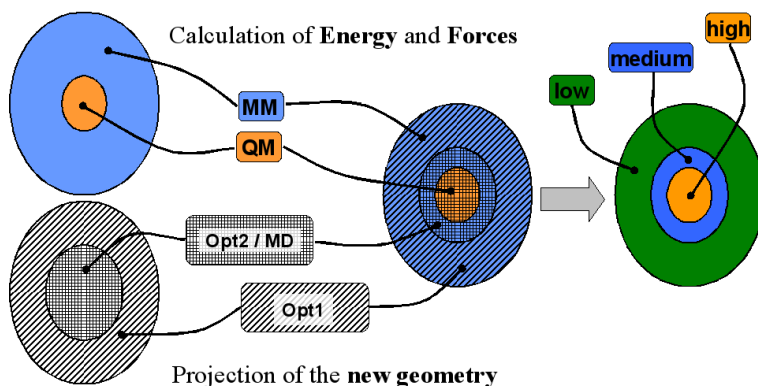 Calculation of Energy and Forces
high
medium
low
MM
QM
Opt2 / MD
Opt1
Projection of the new geometry